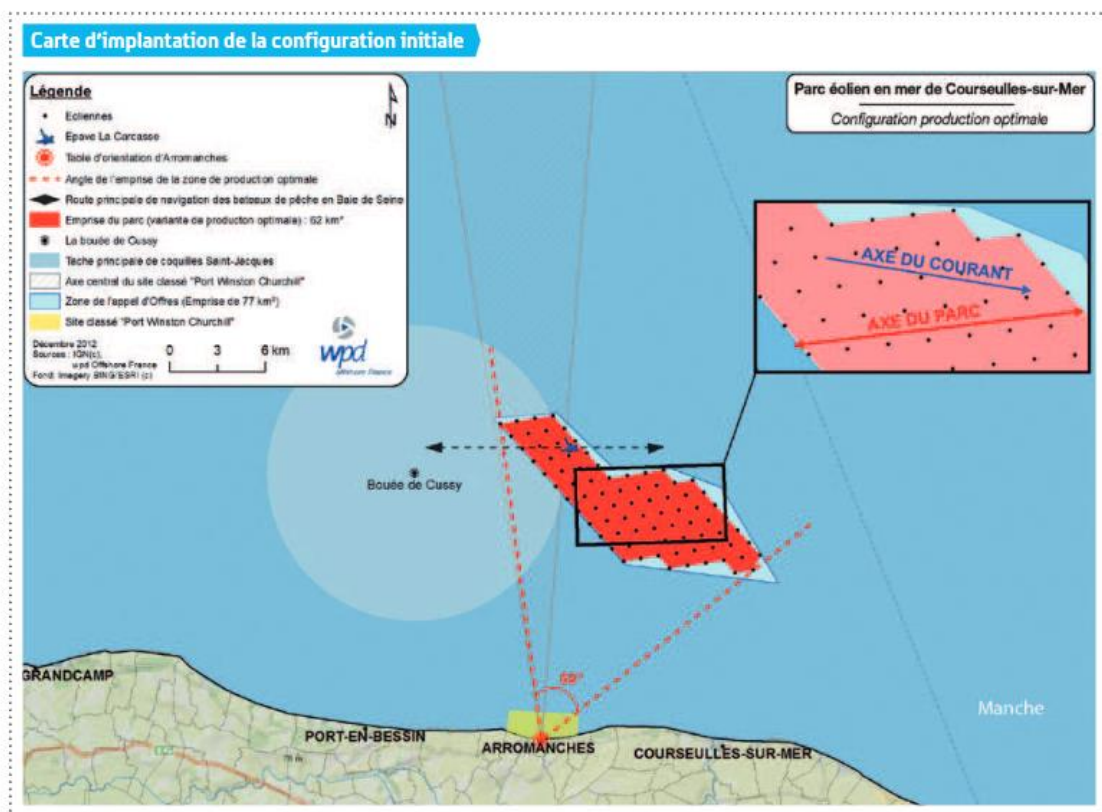 Carte d'implantation de la configuration initiale
Légende
Eoliennes
Epave La Carcasse
Table d'orientation d'Arromanches
Angle de l'emprise de la zone de production optimale
Route principale de navigation des bateaux de pêche en Baie de Seine
Emprise du parc (variante de producton optimale) : 62 km²
La bouée de Cussy
Tache principale de coquilles Saint-Jacques
Axe central du site classé "Port Winston Churchill"
Zone de l'appel d'Offres (Emprise de 77 km²)
Site classé "Port Winston Churchill"
Décembre 2012
Sources : IGN(c),
wpd Offshore France
Fond: Imagery BING/ESRI (c)
0 3 6 km
wpd
offshore France
N
Parc éolien en mer de Courseulles-sur-Mer
Configuration production optimale
AXE DU COURANT
AXE DU PARC
Bouée de Cussy
GRANDCAMP
PORT-EN-BESSIN
ARROMANCHES
COURSEULLES-SUR-MER
Manche